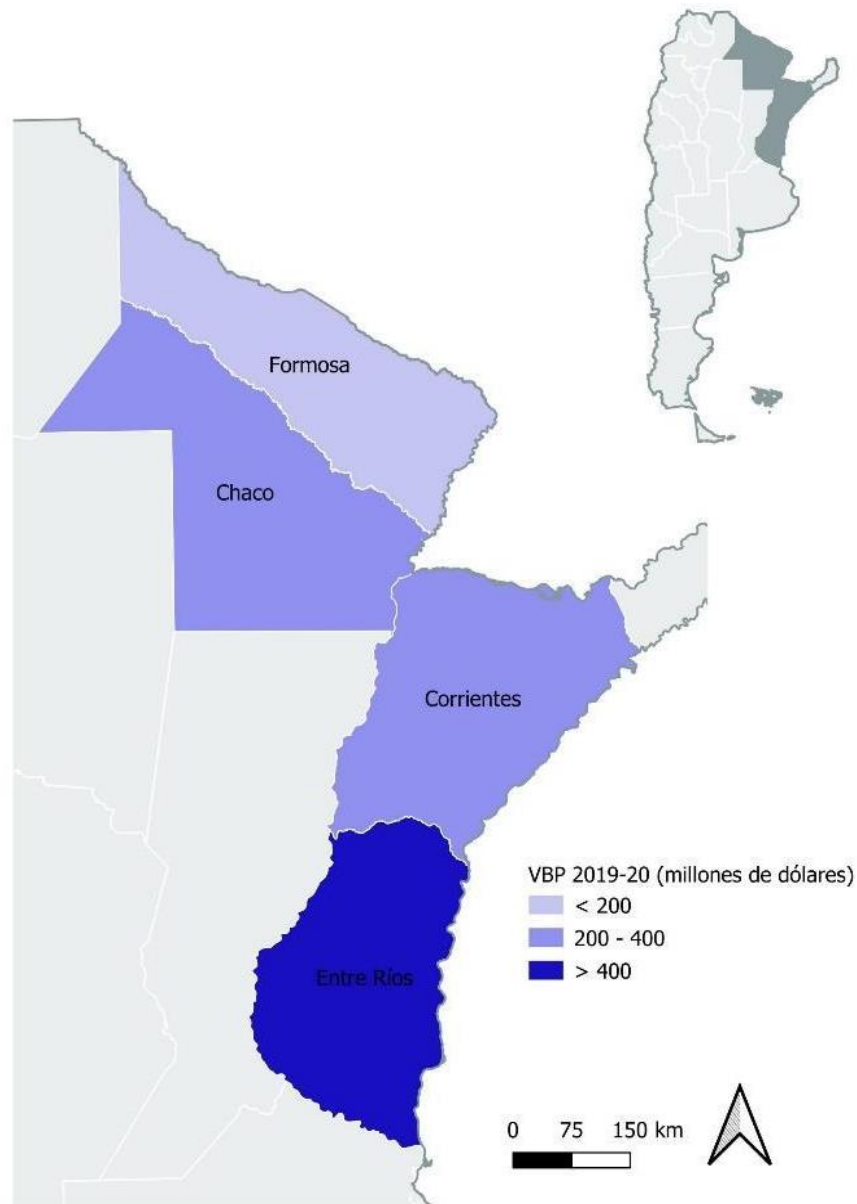 Formosa
Chaco
Corrientes
VBP 2019-20 (millones de dólares)
< 200
200 - 400
> 400
Entre Ríos
0 75 150 km